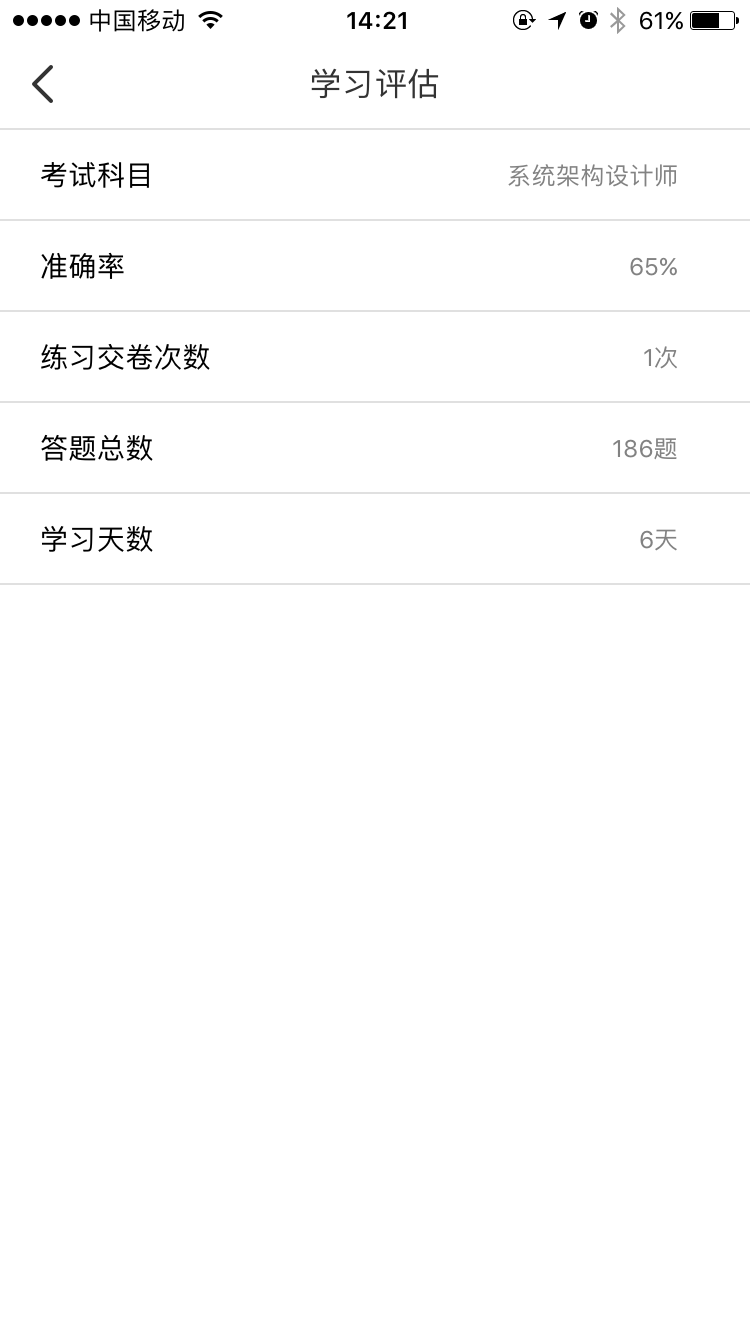 中国移动 14:21 61%
学习评估
考试科目 系统架构设计师
准确率 65%
练习交卷次数 1次
答题总数 186题
学习天数 6天